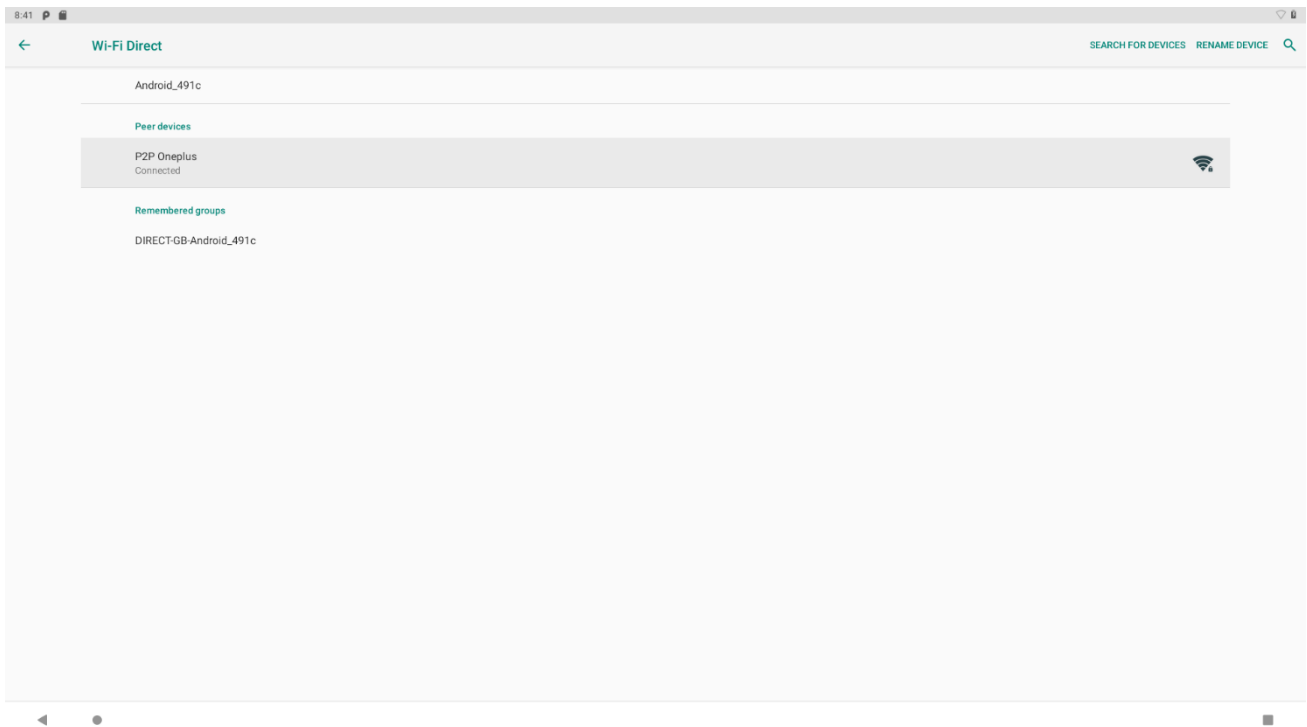 8:41
Wi-Fi Direct
SEARCH FOR DEVICES RENAME DEVICE
Android_491c
Peer devices
P2P Oneplus
Connected
Remembered groups
DIRECT-GB-Android_491c